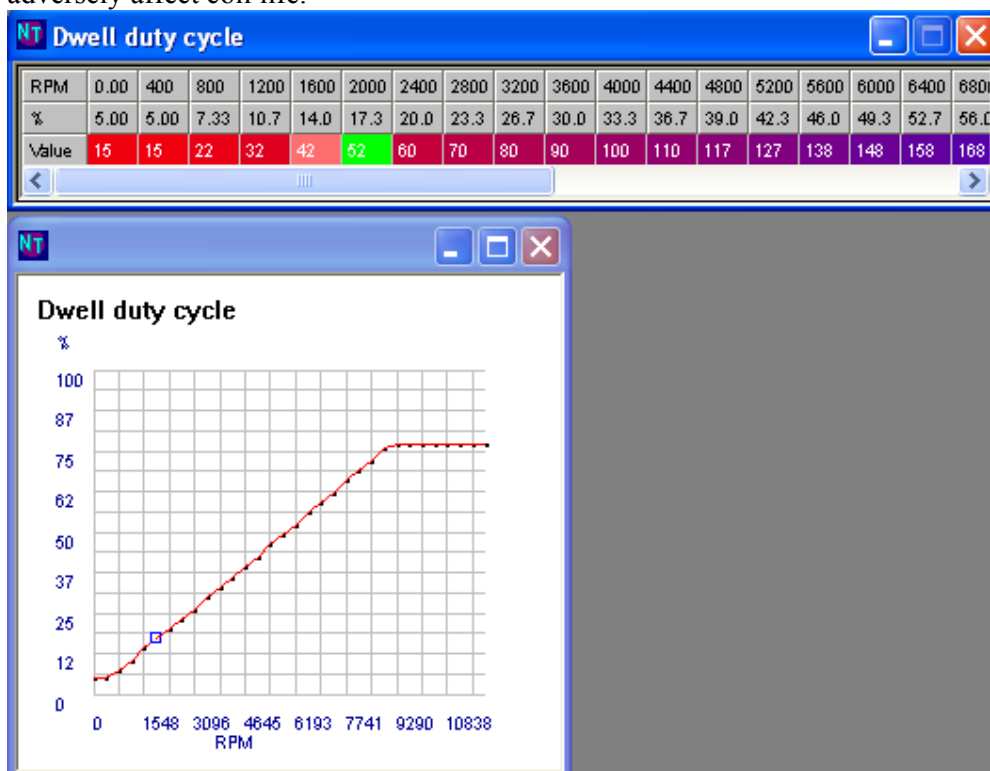 adversely affect coil life.
NT Dwell duty cycle
RPM 0.00 400 800 1200 1600 2000 2400 2800 3200 3600 4000 4400 4800 5200 5600 6000 6400
% 5.00 5.00 7.33 10.7 14.0 17.3 20.0 23.3 26.7 30.0 33.3 36.7 39.0 42.3 46.0 49.3 52.7
Value 15 15 22 32 42 52 60 70 80 90 100 110 117 127 138 148 158 168
NT
Dwell duty cycle
%
100
87
75
62
50
37
25
12
0
0 1548 3096 4645 6193 7741 9290 10838
RPM